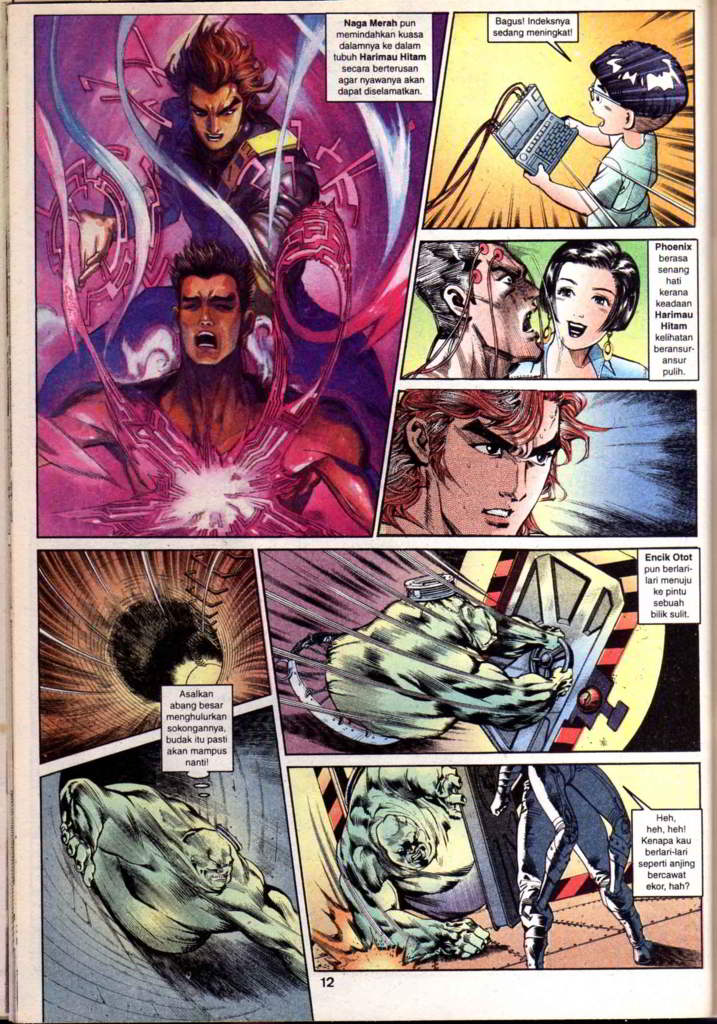 Naga Merah pun
memindahkan kuasa
dalamnya ke dalam
tubuh Harimau Hitam
secara berterusan
agar nyawanya akan
dapat diselamatkan.
Bagus! Indeksnya
sedang meningkat!
Phoenix
berasa
senang
hati
kerana
keadaan
Harimau
Hitam
kelihatan
beransur-
ansur
pulih.
Encik Otot
pun berlari-
lari menuju
ke pintu
sebuah
bilik sulit.
Asalkan
abang besar
menghulurkan
sokongannya,
budak itu pasti
akan mampus
nanti!
Heh,
heh, heh!
Kenapa kau
berlari-lari
seperti anjing
bercawat
ekor, hah?
12